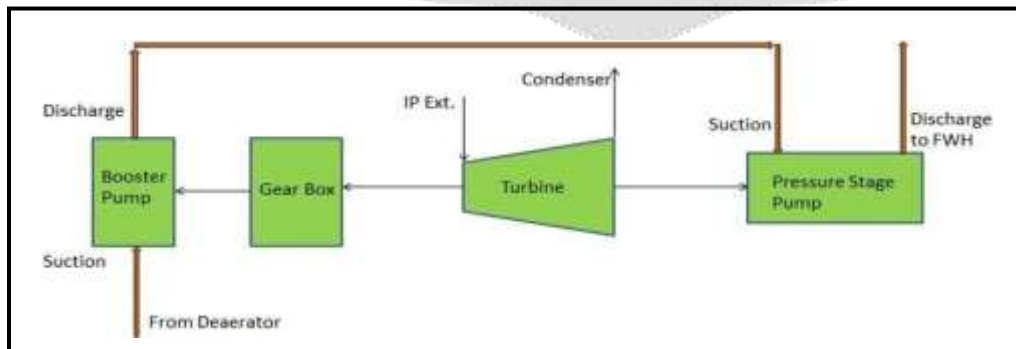 Discharge
Booster
Pump
Suction
From Deaerator
Gear Box
IP Ext.
Condenser
Turbine
Suction
Discharge
to FWH
Pressure Stage
Pump